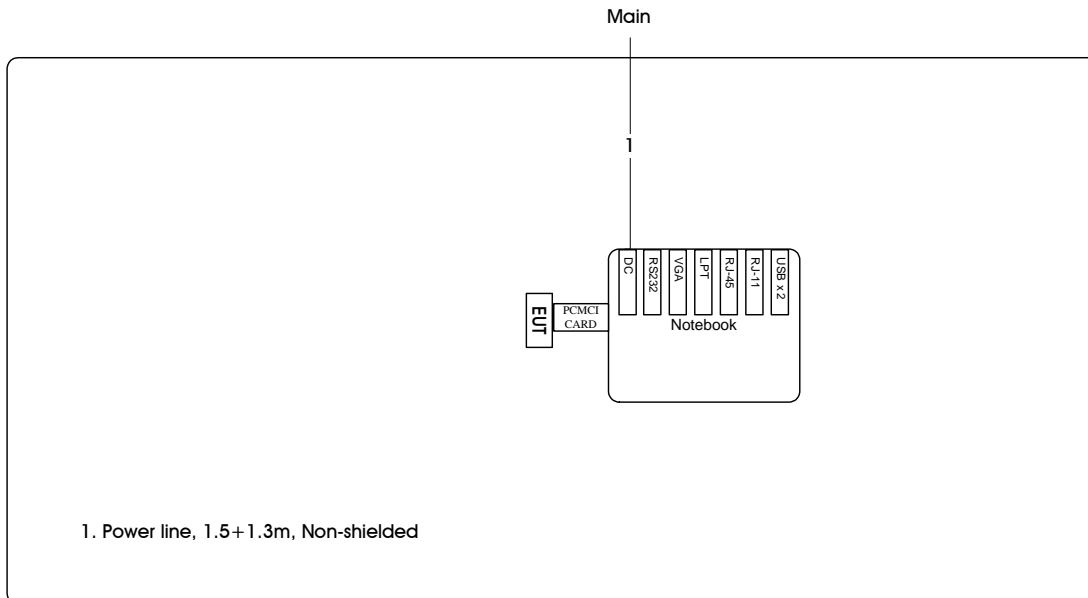 Main
1
DC
RS232
VGA
LPT
RJ-45
RJ-11
USB x 2
EUT
PCMCI
CARD
Notebook
1. Power line, 1.5+1.3m, Non-shielded